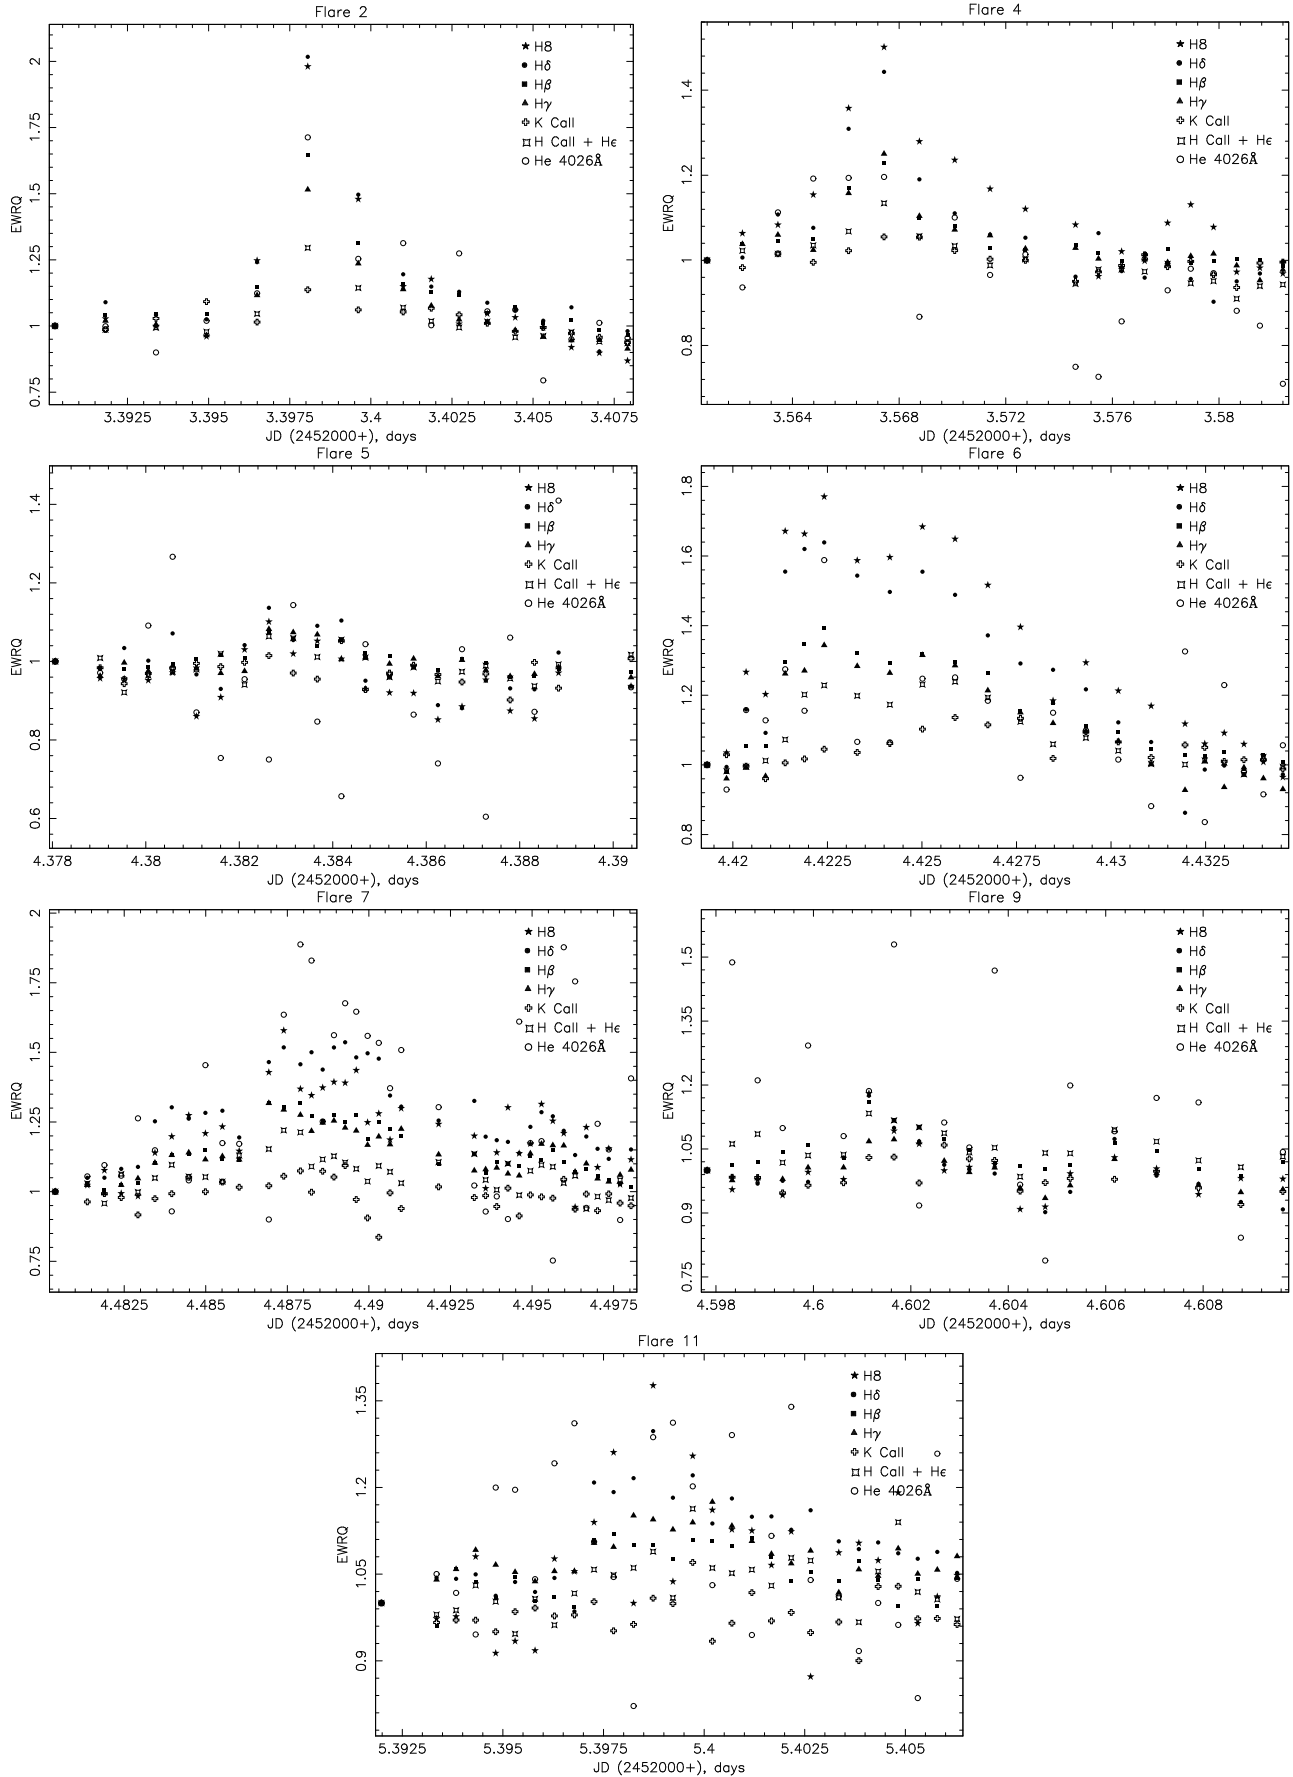 Flare 2
2
1.75
1.5
1.25
1
0.75
EWRQ
H8
Hδ
Hβ
Hγ
K CaII
H CaII + Hє
He 4026Å
3.3925 3.395 3.3975 3.4 3.4025 3.405 3.4075
JD (2452000+), days
Flare 4
1.4
1.2
1
0.8
EWRQ
H8
Hδ
Hβ
Hγ
K CaII
H CaII + Hє
He 4026Å
3.564 3.568 3.572 3.576 3.58
JD (2452000+), days
Flare 5
1.4
1.2
1
0.8
0.6
EWRQ
H8
Hδ
Hβ
Hγ
K CaII
H CaII + Hє
He 4026Å
4.378 4.38 4.382 4.384 4.386 4.388 4.39
JD (2452000+), days
Flare 6
1.8
1.6
1.4
1.2
1
0.8
EWRQ
H8
Hδ
Hβ
Hγ
K CaII
H CaII + Hє
He 4026Å
4.42 4.4225 4.425 4.4275 4.43 4.4325
JD (2452000+), days
Flare 7
2
1.75
1.5
1.25
1
0.75
EWRQ
H8
Hδ
Hβ
Hγ
K CaII
H CaII + Hє
He 4026Å
4.4825 4.485 4.4875 4.49 4.4925 4.495 4.4975
JD (2452000+), days
Flare 9
1.5
1.35
1.2
1.05
0.9
0.75
EWRQ
H8
Hδ
Hβ
Hγ
K CaII
H CaII + Hє
He 4026Å
4.598 4.6 4.602 4.604 4.606 4.608
JD (2452000+), days
Flare 11
1.35
1.2
1.05
0.9
EWRQ
H8
Hδ
Hβ
Hγ
K CaII
H CaII + Hє
He 4026Å
5.3925 5.395 5.3975 5.4 5.4025 5.405
JD (2452000+), days